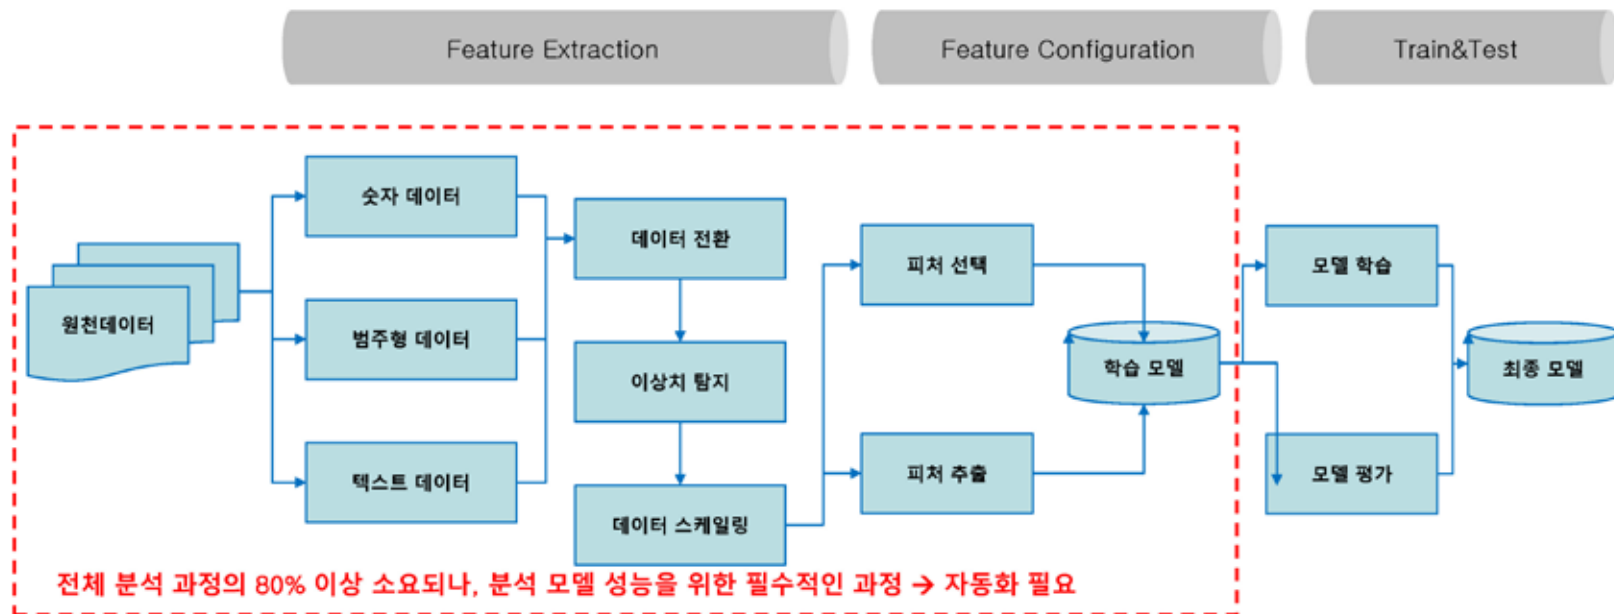 Feature Extraction
Feature Configuration
Train&Test
원천데이터
숫자 데이터
범주형 데이터
텍스트 데이터
데이터 전환
이상치 탐지
데이터 스케일링
피처 선택
피처 추출
학습 모델
모델 학습
모델 평가
최종 모델
전체 분석 과정의 80% 이상 소요되나, 분석 모델 성능을 위한 필수적인 과정 → 자동화 필요